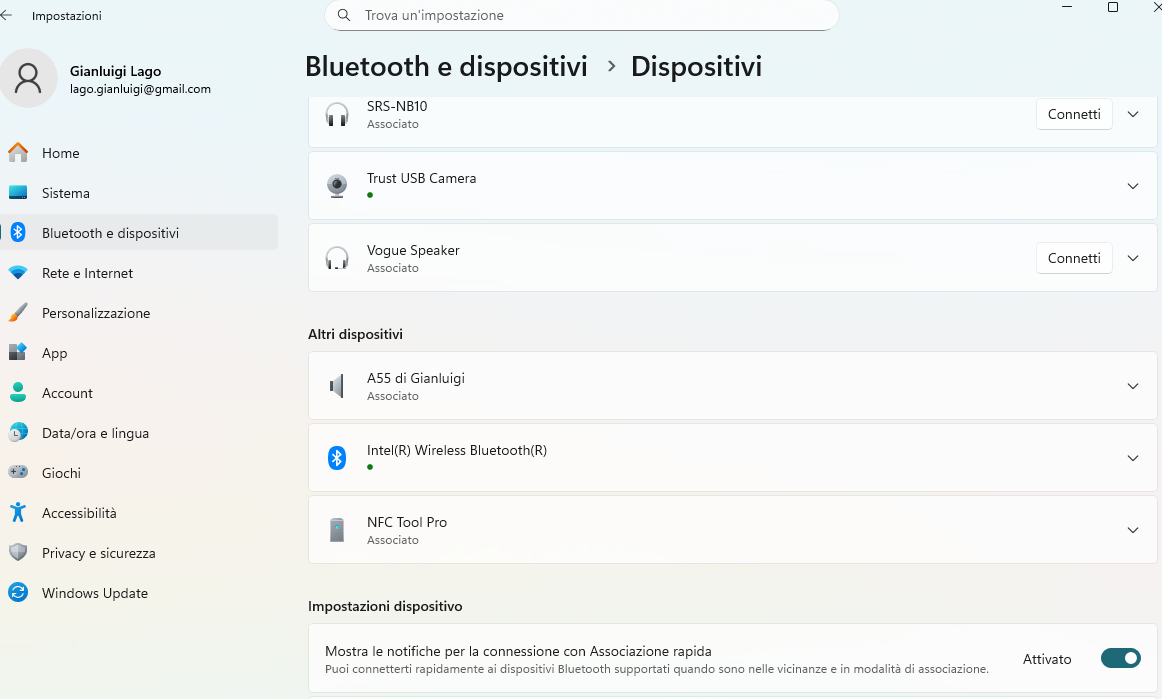 Impostazioni
Trova un'impostazione
Gianluigi Lago
lago.gianluigi@gmail.com
Home
Sistema
Bluetooth e dispositivi
Rete e Internet
Personalizzazione
App
Account
Data/ora e lingua
Giochi
Accessibilità
Privacy e sicurezza
Windows Update
Bluetooth e dispositivi > Dispositivi
SRS-NB10
Associato
Connetti
Trust USB Camera
Vogue Speaker
Associato
Connetti
Altri dispositivi
A55 di Gianluigi
Associato
Intel(R) Wireless Bluetooth(R)
NFC Tool Pro
Associato
Impostazioni dispositivo
Mostra le notifiche per la connessione con Associazione rapida
Puoi connetterti rapidamente ai dispositivi Bluetooth supportati quando sono nelle vicinanze e in modalità di associazione.
Attivato